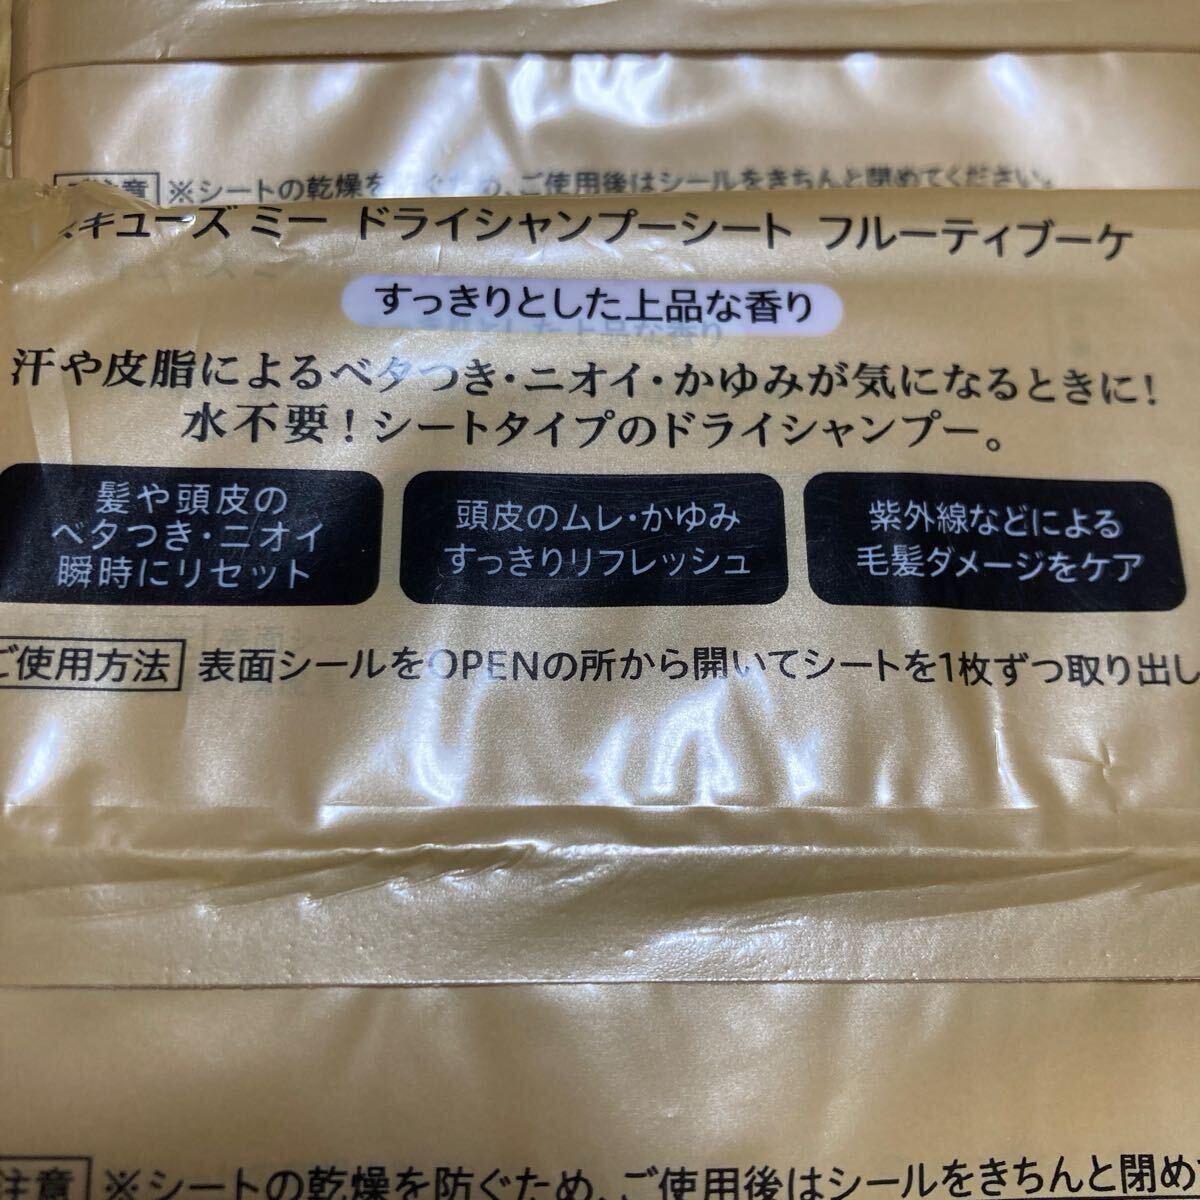 注意 ※シートの乾燥を防ぐため、ご使用後はシールをきちんと閉めてください。
スキューズ ミー ドライシャンプーシート フルーティブーケ
すっきりとした上品な香り
汗や皮脂によるベタつき・ニオイ・かゆみが気になるときに!
水不要!シートタイプのドライシャンプー。
髪や頭皮の
ベタつき・ニオイ
瞬時にリセット
頭皮のムレ・かゆみ
すっきりリフレッシュ
紫外線などによる
毛髪ダメージをケア
ご使用方法 表面シールをOPENの所から開いてシートを1枚ずつ取り出し
注意 ※シートの乾燥を防ぐため、ご使用後はシールをきちんと閉め